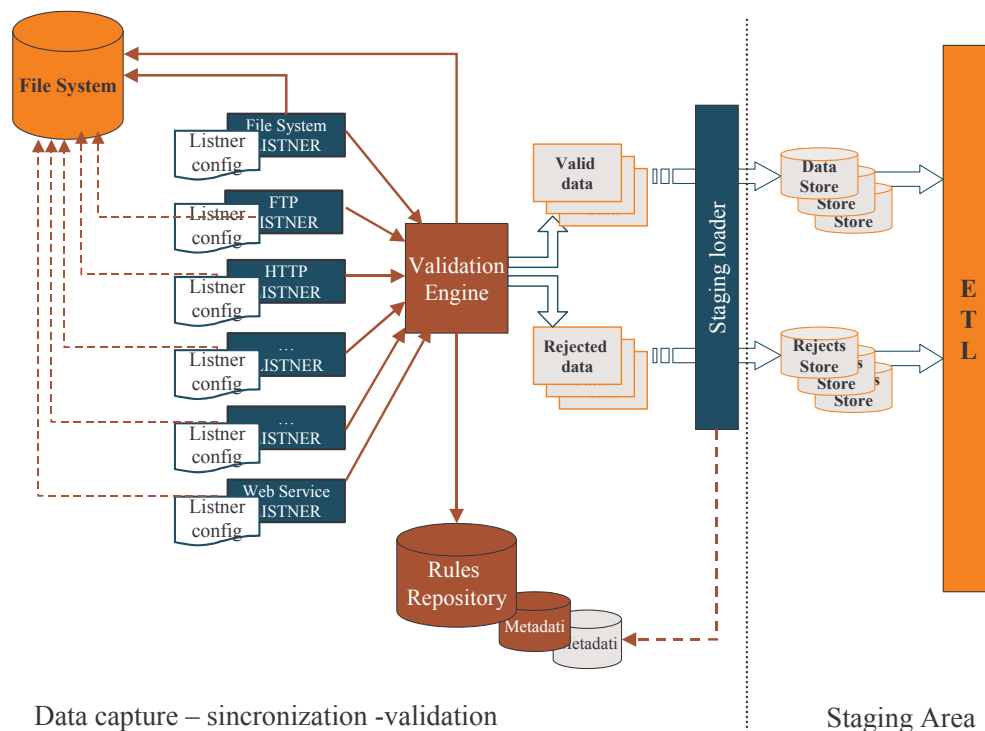 File System
File System
LISTNER
Listner
config
FTP
LISTNER
Listner
config
HTTP
LISTNER
Listner
config
...
LISTNER
Listner
config
...
LISTNER
Listner
config
Web Service
LISTNER
Listner
config
Validation
Engine
Valid
data
Rejected
data
Staging loader
Data
Store
Store
Store
Rejects
Store
Store
Store
E
T
L
Rules
Repository
Metadati
Metadati
Data capture – sincronization -validation
Staging Area